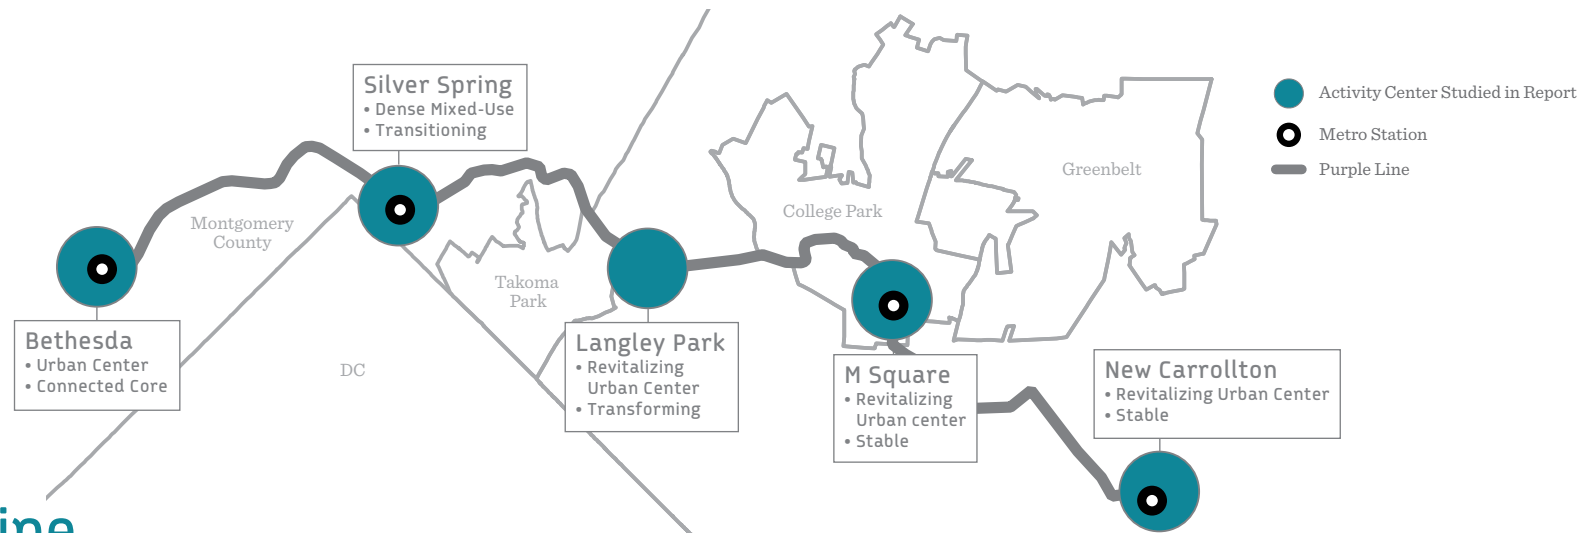 Silver Spring
• Dense Mixed-Use
• Transitioning
Activity Center Studied in Report
Metro Station
Purple Line
Greenbelt
College Park
Montgomery
County
Takoma
Park
Bethesda
• Urban Center
• Connected Core
DC
Langley Park
• Revitalizing
Urban Center
• Transforming
M Square
• Revitalizing
Urban center
• Stable
New Carrollton
• Revitalizing Urban Center
• Stable